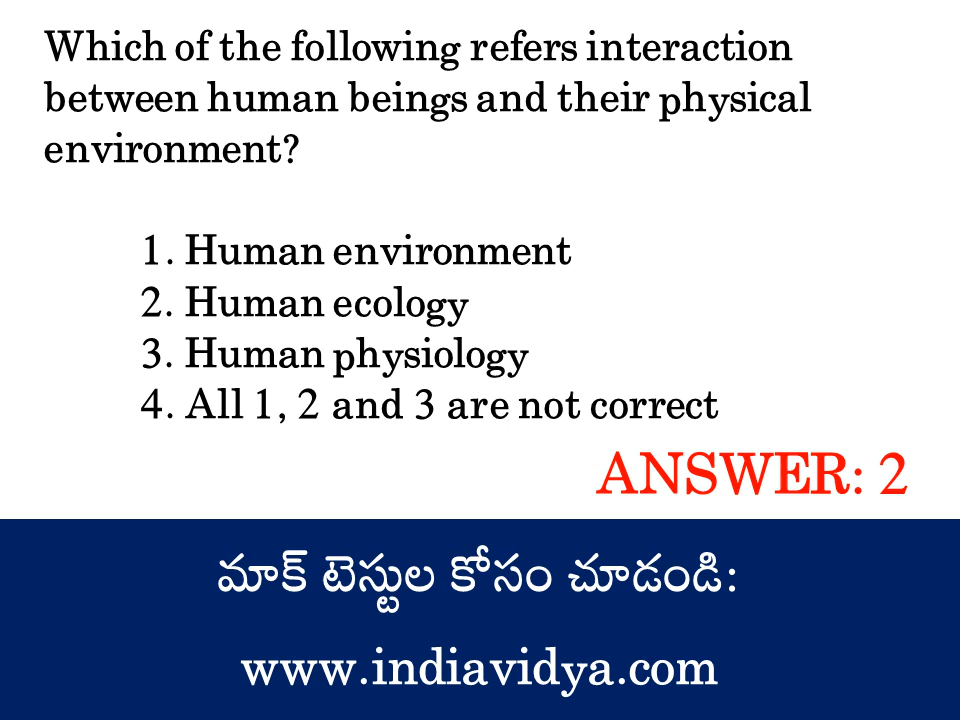 Which of the following refers interaction
between human beings and their physical
environment?
1. Human environment
2. Human ecology
3. Human physiology
4. All 1, 2 and 3 are not correct
ANSWER: 2
మాక్ టెస్టుల కోసం చూడండి:
www.indiavidya.com